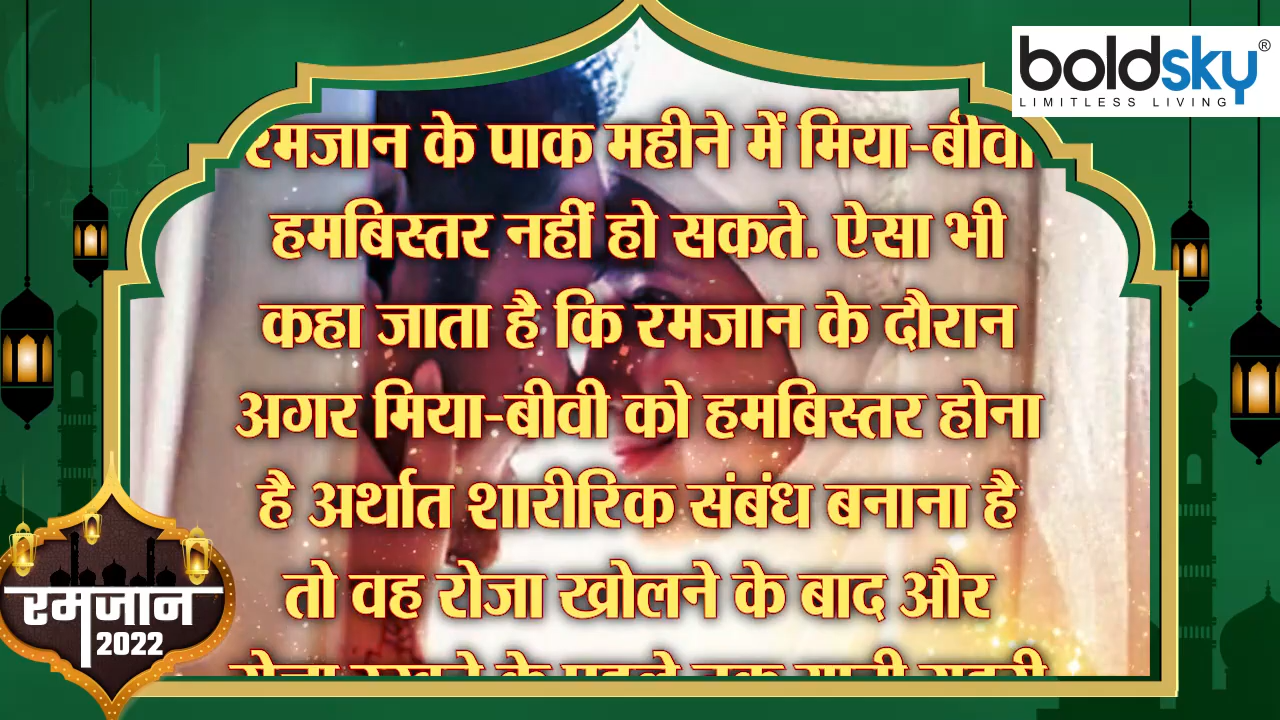 boldsky®
LIMITLESS LIVING
रमजान के पाक महीने में मिया-बीवी
हमबिस्तर नहीं हो सकते. ऐसा भी
कहा जाता है कि रमजान के दौरान
अगर मिया-बीवी को हमबिस्तर होना
है अर्थात शारीरिक संबंध बनाना है
तो वह रोजा खोलने के बाद और
रमजान
2022